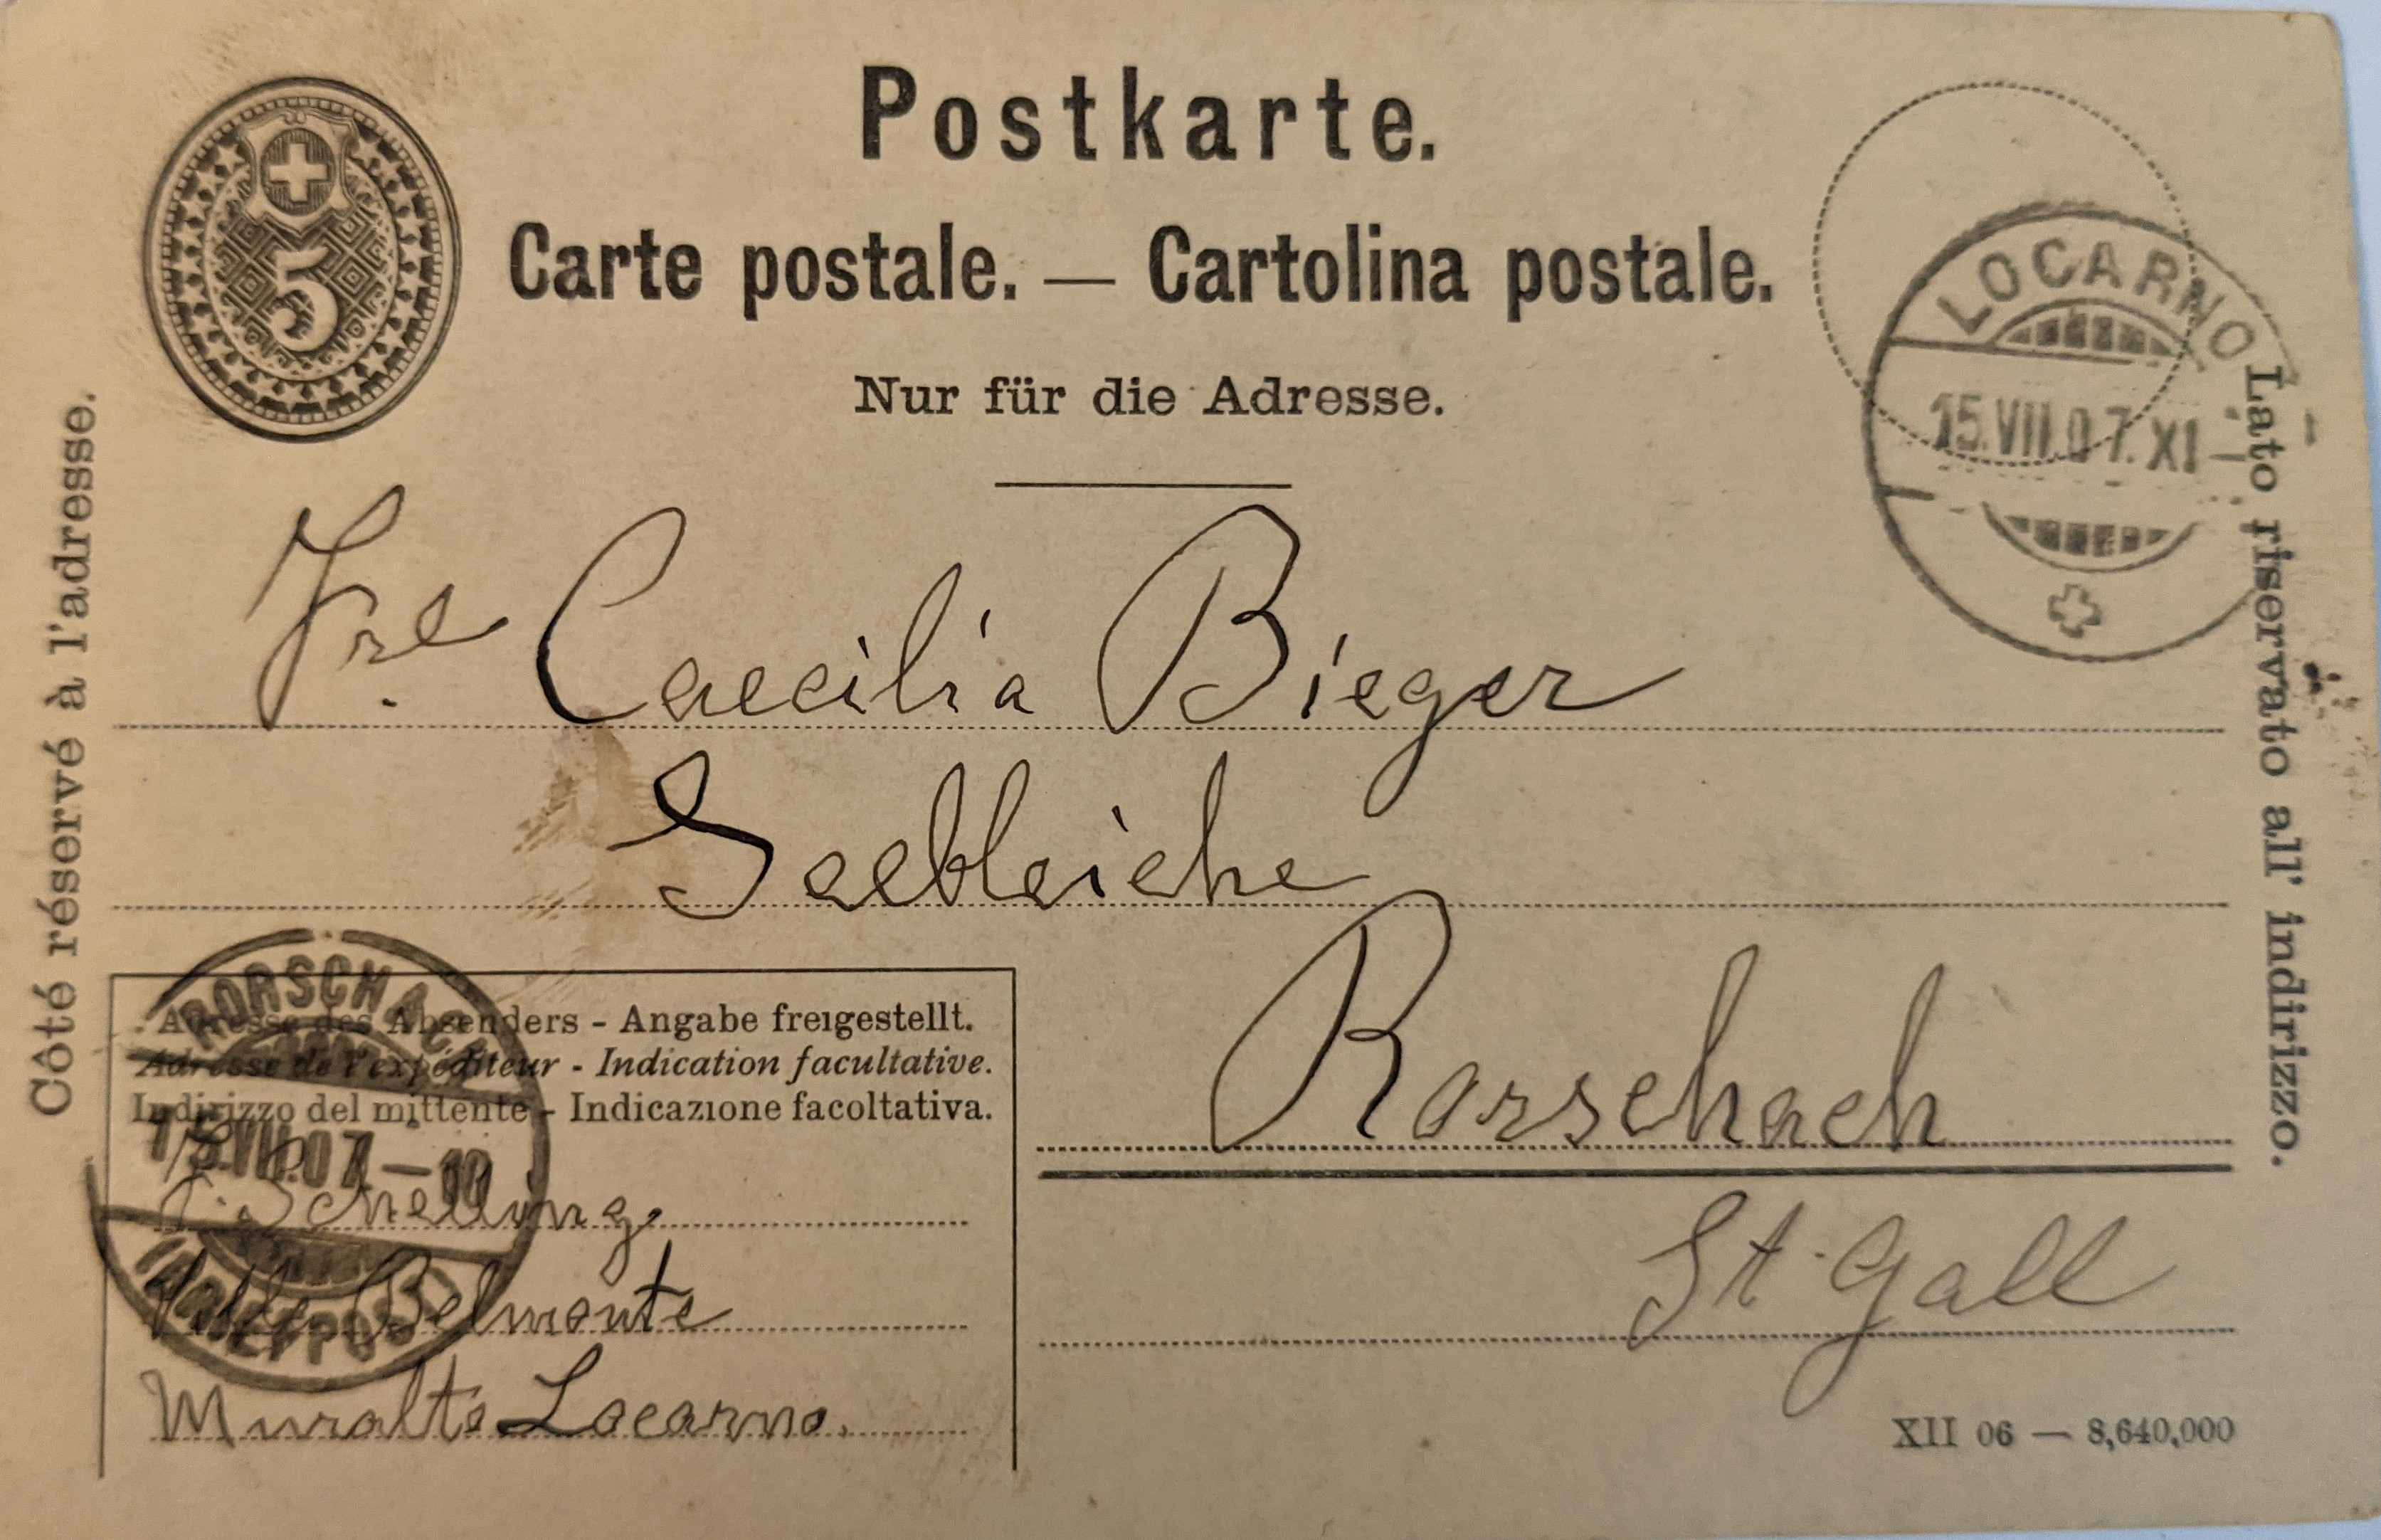 Postkarte.
Carte postale. — Cartolina postale.
Nur für die Adresse.
5
LOCARNO
15.VII.07.XI
Côté réservé à l'adresse.
Lato riservato all' indirizzo.
Frl. Caecilia Bieger
Seebleiche
Rorschach
St. Gall
RORSCHACH
15.VII.07–10
BRIEFPOST
Adresse des Absenders - Angabe freigestellt.
Adresse de l'expéditeur - Indication facultative.
Indirizzo del mittente - Indicazione facoltativa.
Schelling,
Belmonte
Muralto Locarno.
XII 06 — 8,640,000